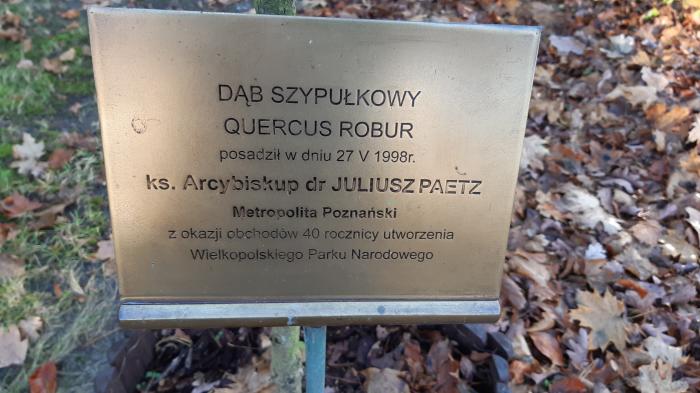 DĄB SZYPUŁKOWY
QUERCUS ROBUR
posadził w dniu 27 V 1998r.
ks. Arcybiskup dr JULIUSZ PAETZ
Metropolita Poznański
z okazji obchodów 40 rocznicy utworzenia
Wielkopolskiego Parku Narodowego